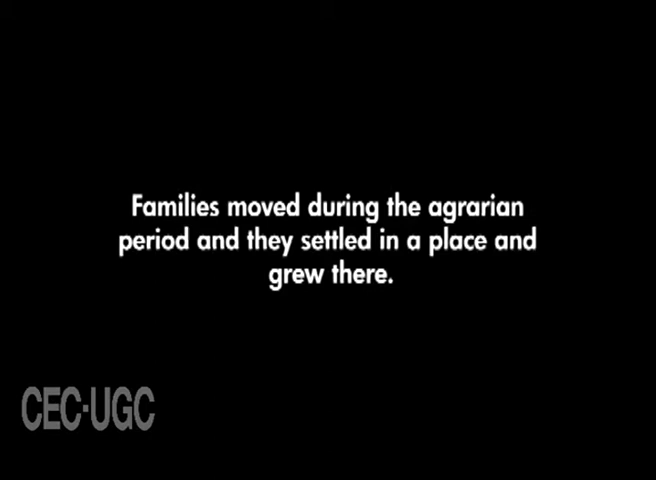 Families moved during the agrarian
period and they settled in a place and
grew there.
CEC-UGC